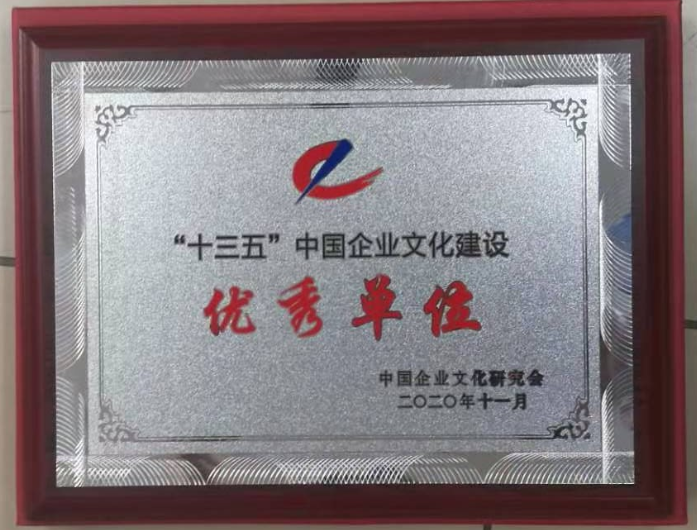 “十三五”中国企业文化建设
优秀单位
中国企业文化研究会
二〇二〇年十一月